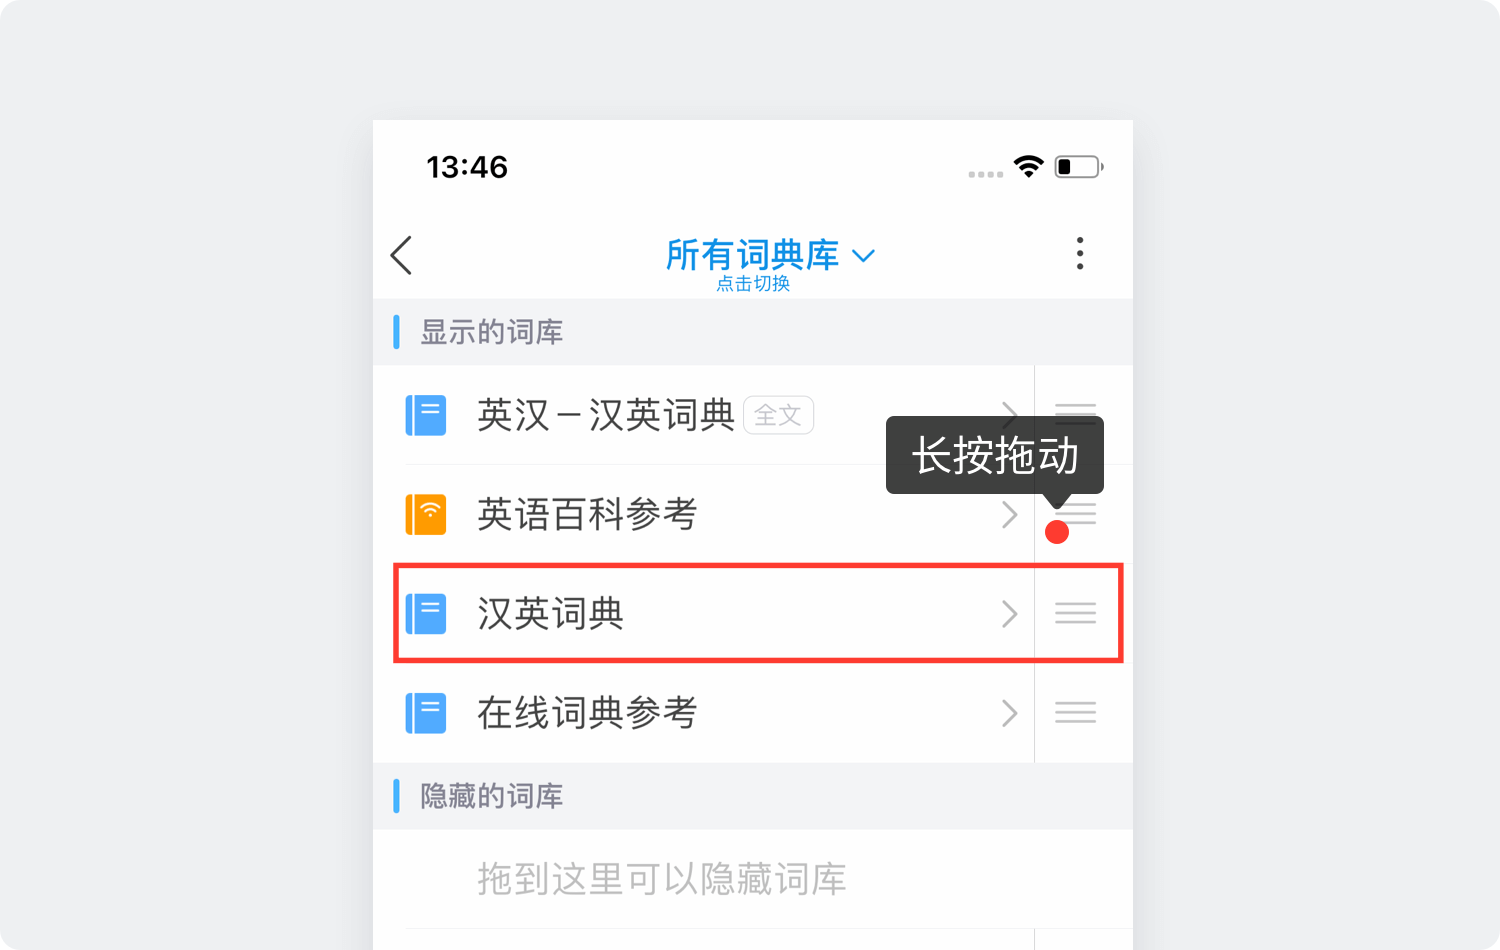 13:46
所有词典库
点击切换
显示的词库
英汉－汉英词典 全文
长按拖动
英语百科参考
汉英词典
在线词典参考
隐藏的词库
拖到这里可以隐藏词库